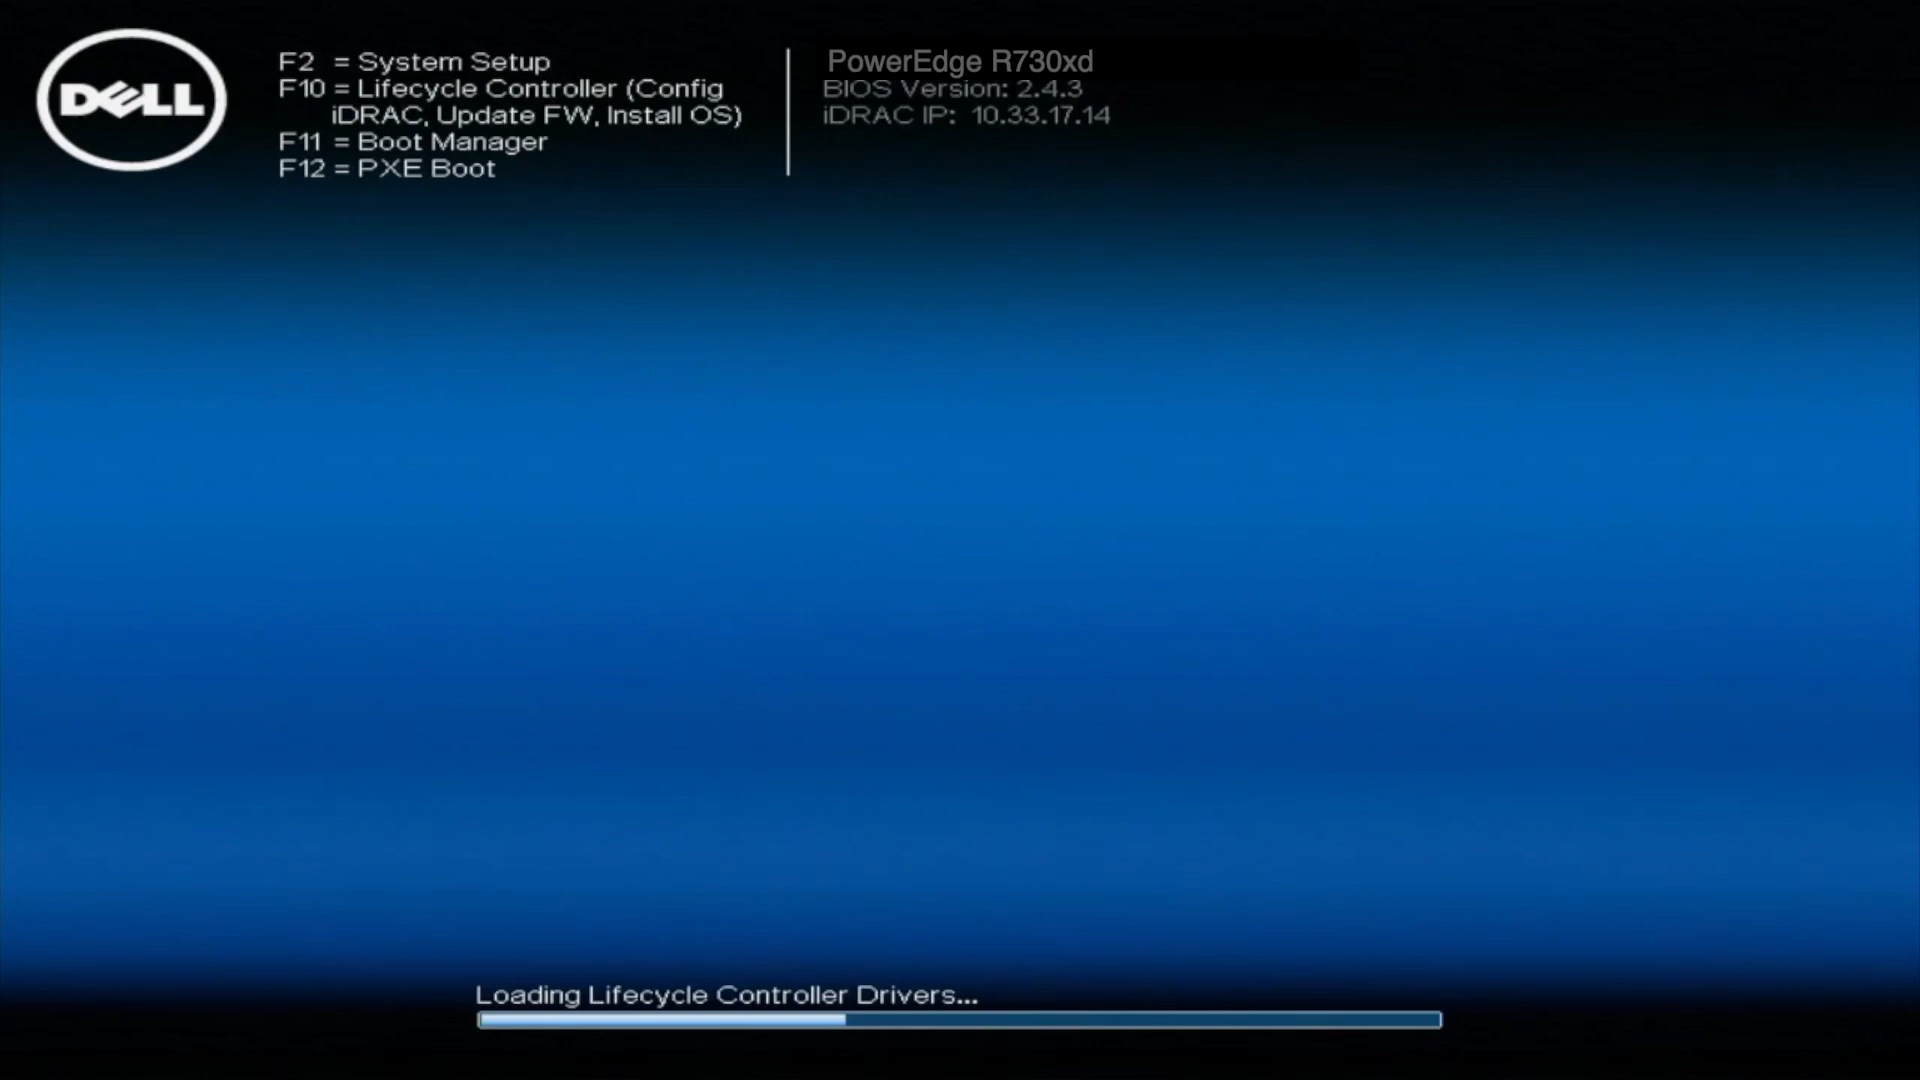 DELL
F2 = System Setup
F10 = Lifecycle Controller (Config
iDRAC, Update FW, Install OS)
F11 = Boot Manager
F12 = PXE Boot
PowerEdge R730xd
BIOS Version: 2.4.3
iDRAC IP: 10.33.17.14
Loading Lifecycle Controller Drivers...